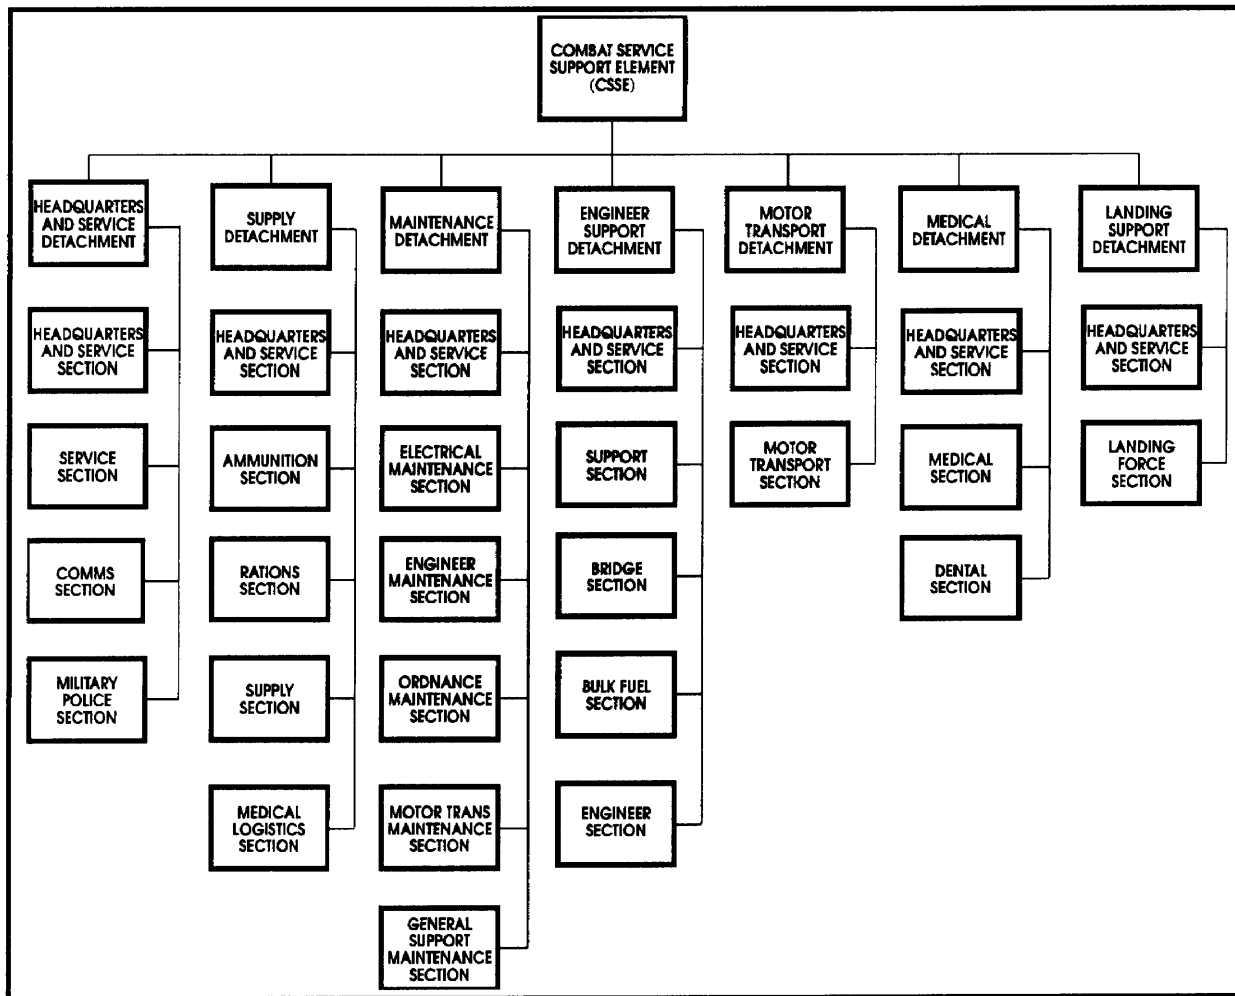 COMBAT SERVICE
SUPPORT ELEMENT
(CSSE)
HEADQUARTERS
AND SERVICE
DETACHMENT
SUPPLY
DETACHMENT
MAINTENANCE
DETACHMENT
ENGINEER
SUPPORT
DETACHMENT
MOTOR
TRANSPORT
DETACHMENT
MEDICAL
DETACHMENT
LANDING
SUPPORT
DETACHMENT
HEADQUARTERS
AND SERVICE
SECTION
HEADQUARTERS
AND SERVICE
SECTION
HEADQUARTERS
AND SERVICE
SECTION
HEADQUARTERS
AND SERVICE
SECTION
HEADQUARTERS
AND SERVICE
SECTION
HEADQUARTERS
AND SERVICE
SECTION
HEADQUARTERS
AND SERVICE
SECTION
SERVICE
SECTION
AMMUNITION
SECTION
ELECTRICAL
MAINTENANCE
SECTION
SUPPORT
SECTION
MOTOR
TRANSPORT
SECTION
MEDICAL
SECTION
LANDING
FORCE
SECTION
COMMS
SECTION
RATIONS
SECTION
ENGINEER
MAINTENANCE
SECTION
BRIDGE
SECTION
DENTAL
SECTION
MILITARY
POLICE
SECTION
SUPPLY
SECTION
ORDNANCE
MAINTENANCE
SECTION
BULK FUEL
SECTION
MEDICAL
LOGISTICS
SECTION
MOTOR TRANS
MAINTENANCE
SECTION
ENGINEER
SECTION
GENERAL
SUPPORT
MAINTENANCE
SECTION